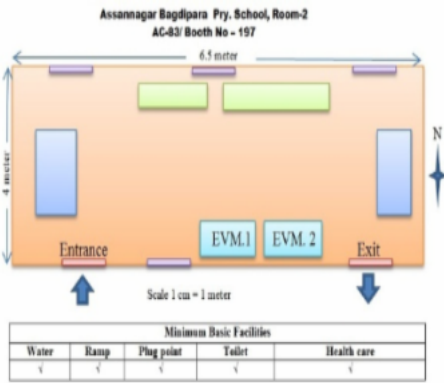 Assannagar Bagdipara Pry. School, Room-2
AC-83/ Booth No – 197
6.5 meter
4 meter
N
EVM.1 EVM. 2
Entrance Exit
Scale 1 cm = 1 meter
Minimum Basic Facilities
Water Ramp Plug point Toilet Health care
√ √ √ √ √